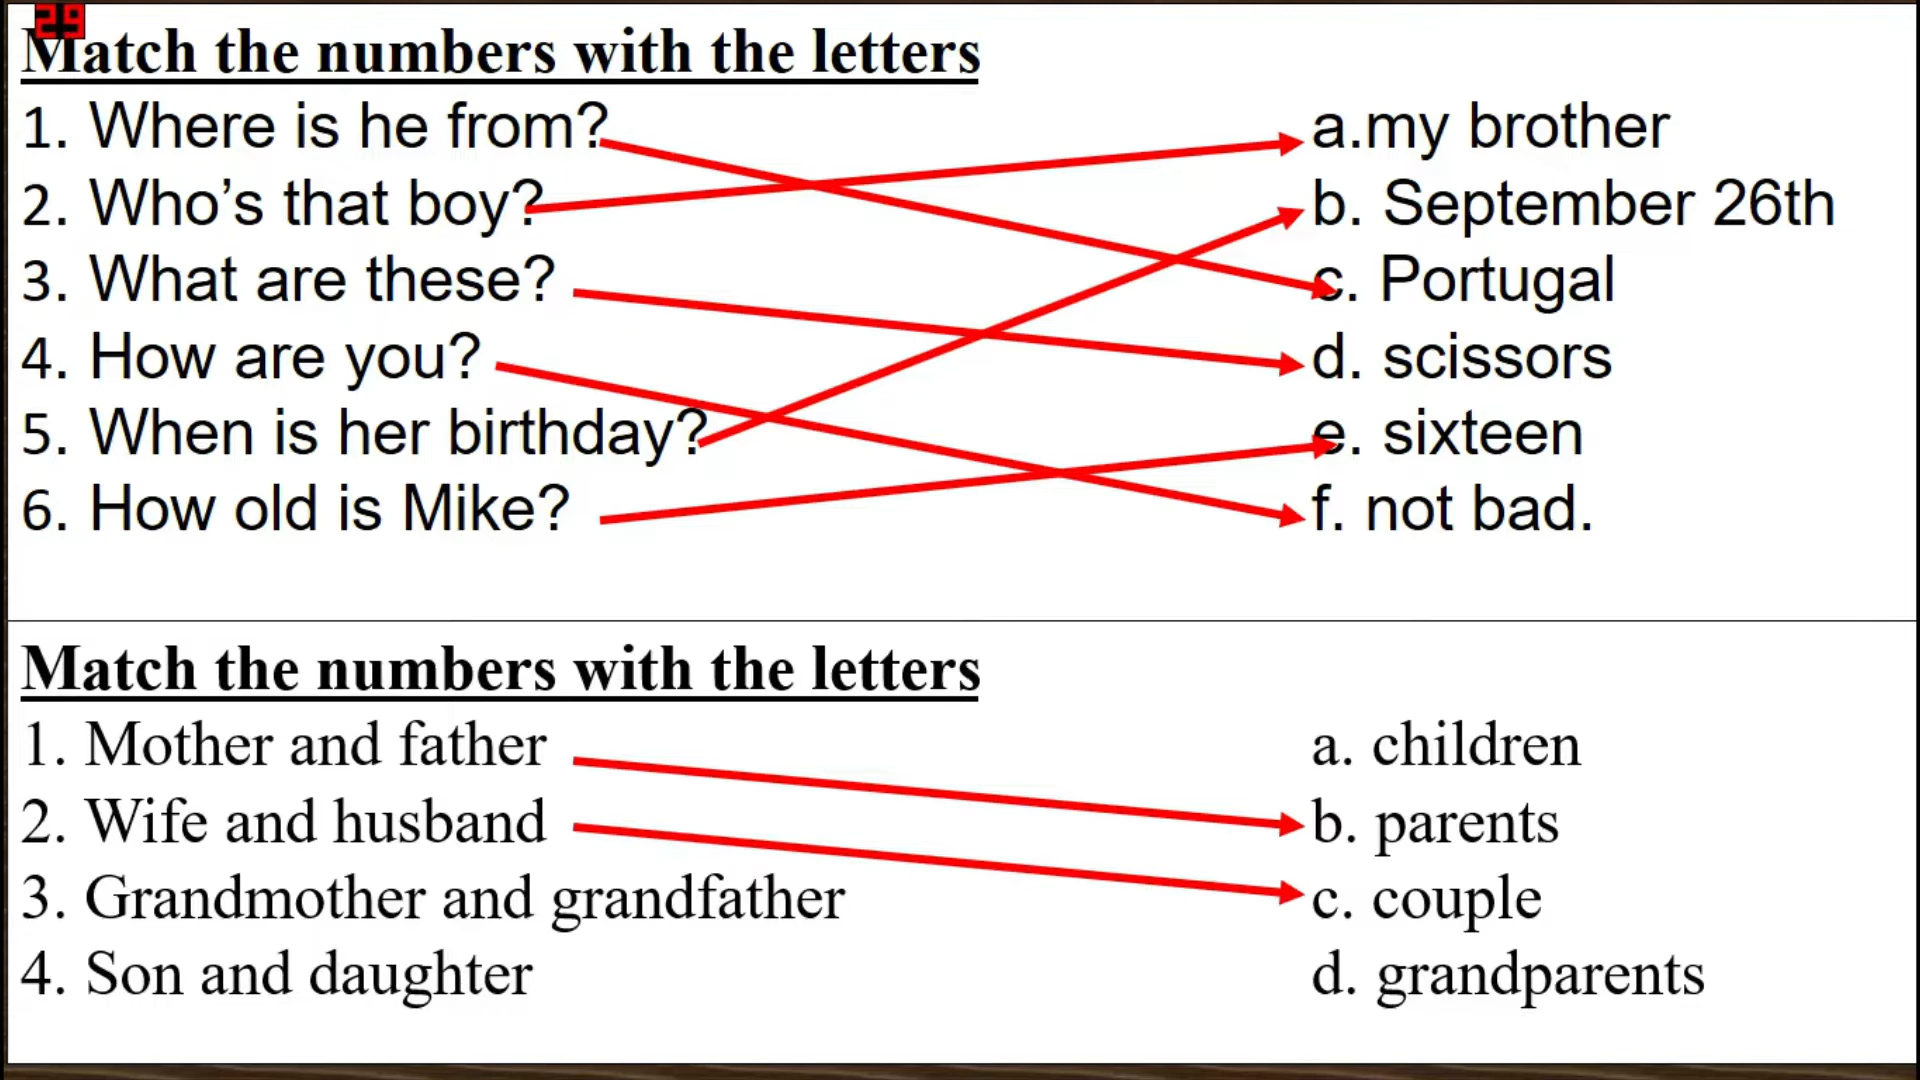 29
Match the numbers with the letters
1. Where is he from?
a.my brother
2. Who’s that boy?
b. September 26th
3. What are these?
c. Portugal
4. How are you?
d. scissors
5. When is her birthday?
e. sixteen
6. How old is Mike?
f. not bad.
Match the numbers with the letters
1. Mother and father
a. children
2. Wife and husband
b. parents
3. Grandmother and grandfather
c. couple
4. Son and daughter
d. grandparents